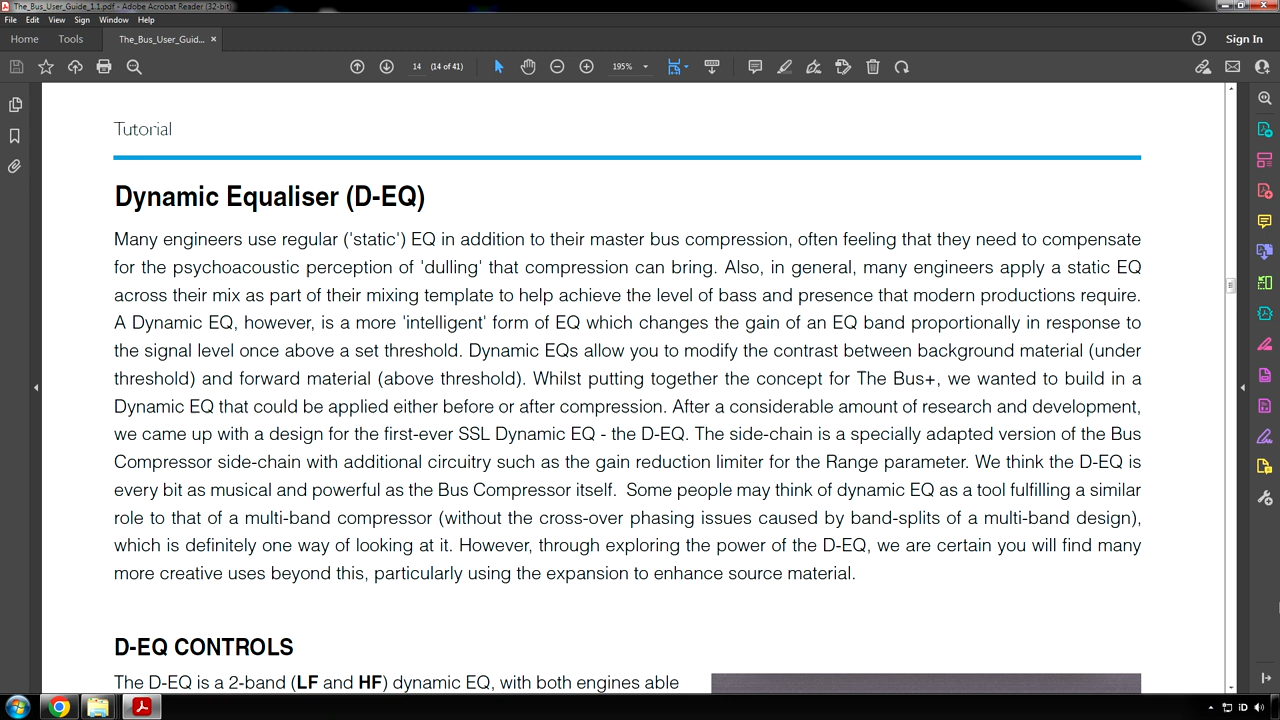 The_Bus_User_Guide_1.1.pdf - Adobe Acrobat Reader (32-bit)
File Edit View Sign Window Help
Home Tools The_Bus_User_Guid... × Sign In
14 (14 of 41) 195%
Tutorial
Dynamic Equaliser (D-EQ)
Many engineers use regular ('static') EQ in addition to their master bus compression, often feeling that they need to compensate
for the psychoacoustic perception of 'dulling' that compression can bring. Also, in general, many engineers apply a static EQ
across their mix as part of their mixing template to help achieve the level of bass and presence that modern productions require.
A Dynamic EQ, however, is a more 'intelligent' form of EQ which changes the gain of an EQ band proportionally in response to
the signal level once above a set threshold. Dynamic EQs allow you to modify the contrast between background material (under
threshold) and forward material (above threshold). Whilst putting together the concept for The Bus+, we wanted to build in a
Dynamic EQ that could be applied either before or after compression. After a considerable amount of research and development,
we came up with a design for the first-ever SSL Dynamic EQ - the D-EQ. The side-chain is a specially adapted version of the Bus
Compressor side-chain with additional circuitry such as the gain reduction limiter for the Range parameter. We think the D-EQ is
every bit as musical and powerful as the Bus Compressor itself. Some people may think of dynamic EQ as a tool fulfilling a similar
role to that of a multi-band compressor (without the cross-over phasing issues caused by band-splits of a multi-band design),
which is definitely one way of looking at it. However, through exploring the power of the D-EQ, we are certain you will find many
more creative uses beyond this, particularly using the expansion to enhance source material.
D-EQ CONTROLS
The D-EQ is a 2-band (LF and HF) dynamic EQ, with both engines able
iD